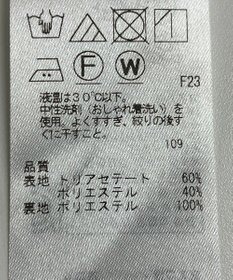 F W
F23
液温は30℃以下。
中性洗剤（おしゃれ着洗い）を
使用。よくすすぎ、絞りの後す
ぐに干すこと。
109
品質
表地 トリアセテート 60%
ポリエステル 40%
裏地 ポリエステル 100%